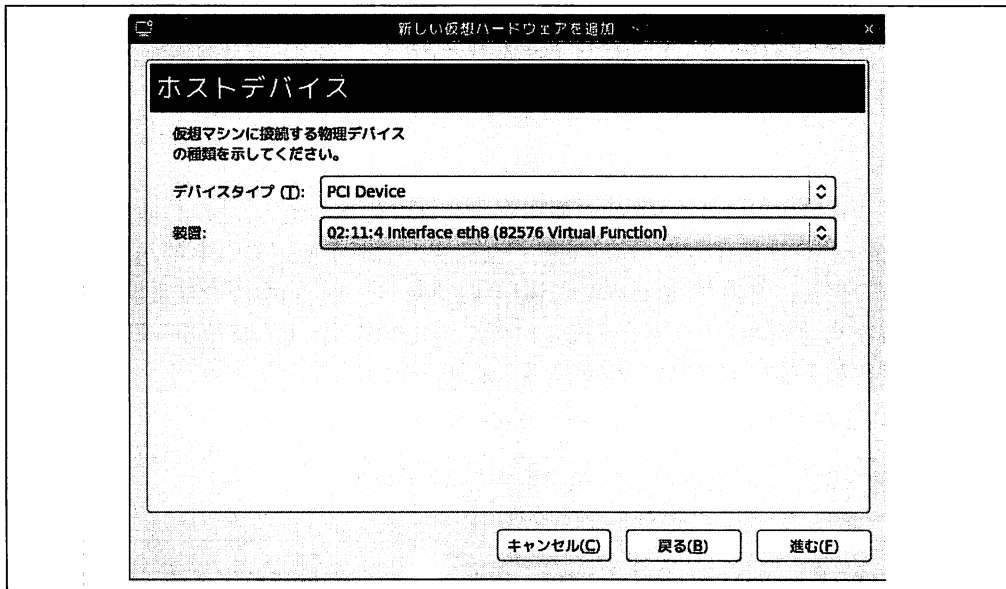 新しい仮想ハードウェアを追加
ホストデバイス
仮想マシンに接続する物理デバイス
の種類を示してください。
デバイスタイプ (T): PCI Device
装置: 02:11:4 Interface eth8 (82576 Virtual Function)
キャンセル(C) 戻る(B) 進む(F)